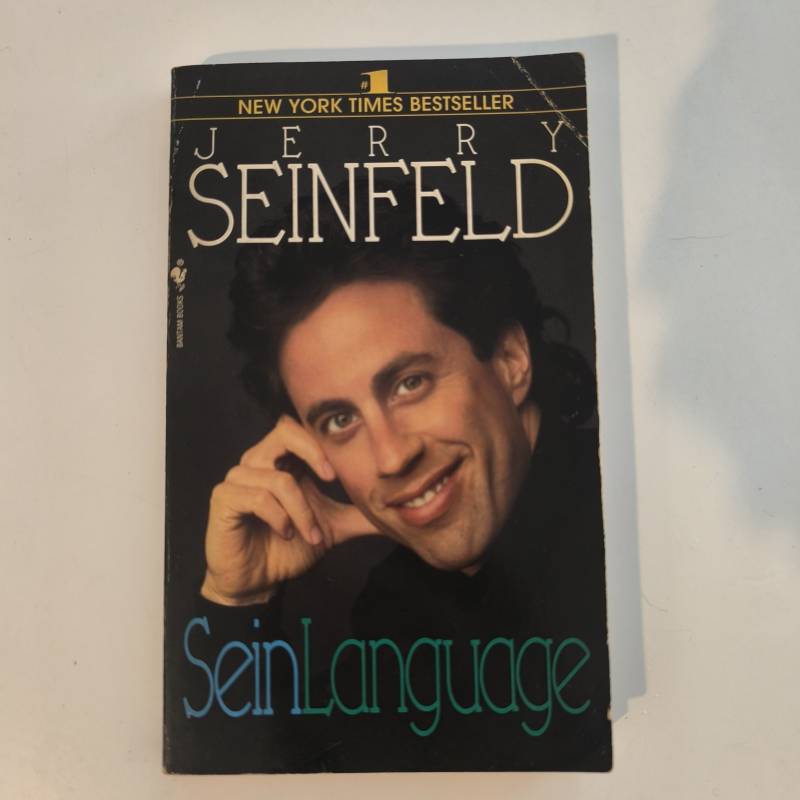 #1
NEW YORK TIMES BESTSELLER
JERRY
SEINFELD
BANTAM BOOKS
®
SeinLanguage